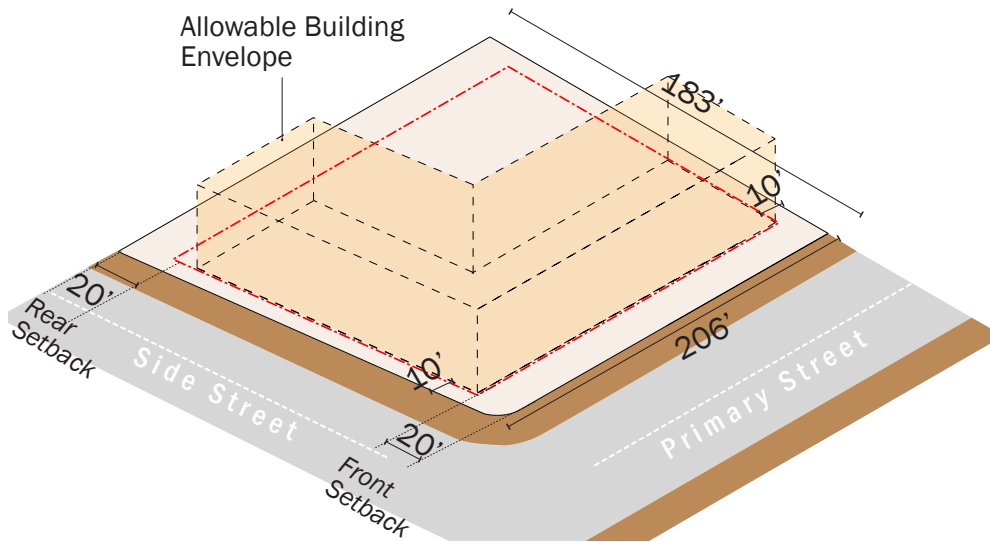 Allowable Building
Envelope
183’
10’
20’
Rear
Setback
Side Street
10’
206’
Primary Street
20’
Front
Setback